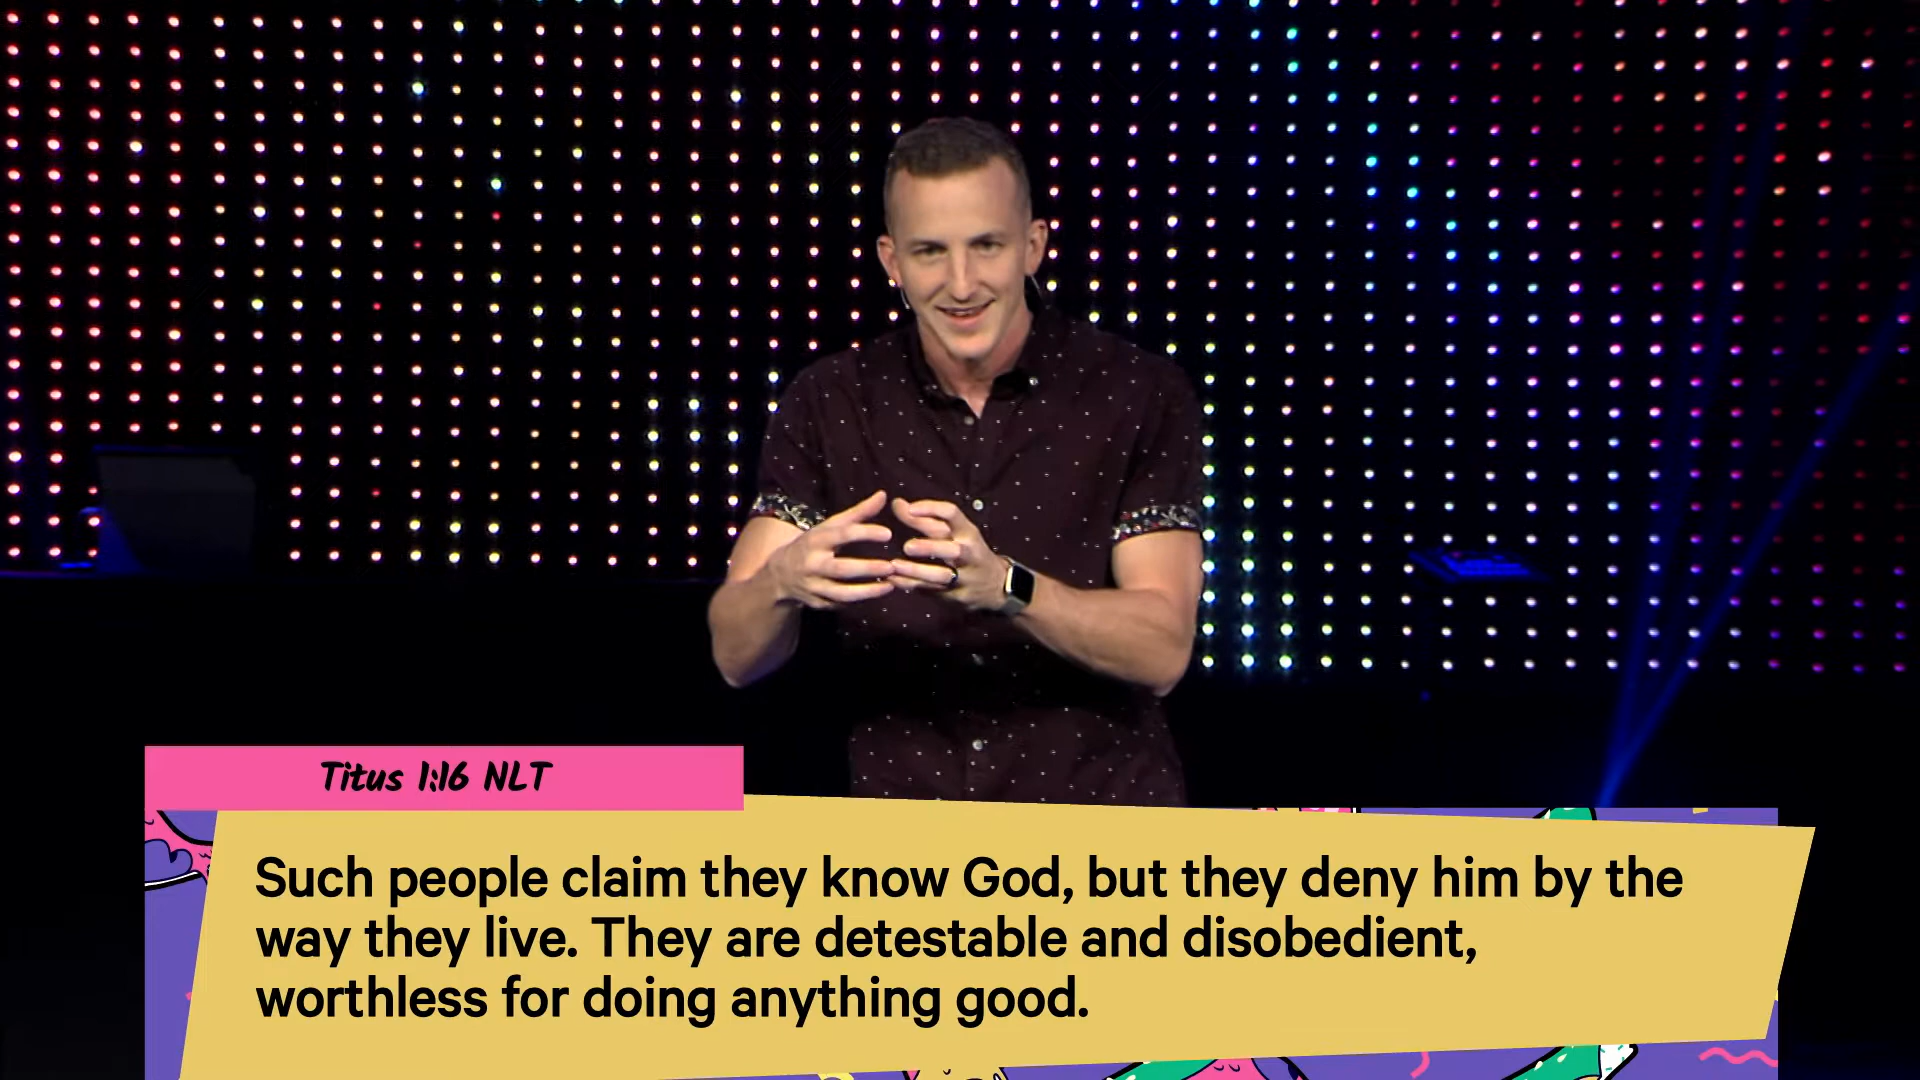 Titus 1:16 NLT
Such people claim they know God, but they deny him by the
way they live. They are detestable and disobedient,
worthless for doing anything good.